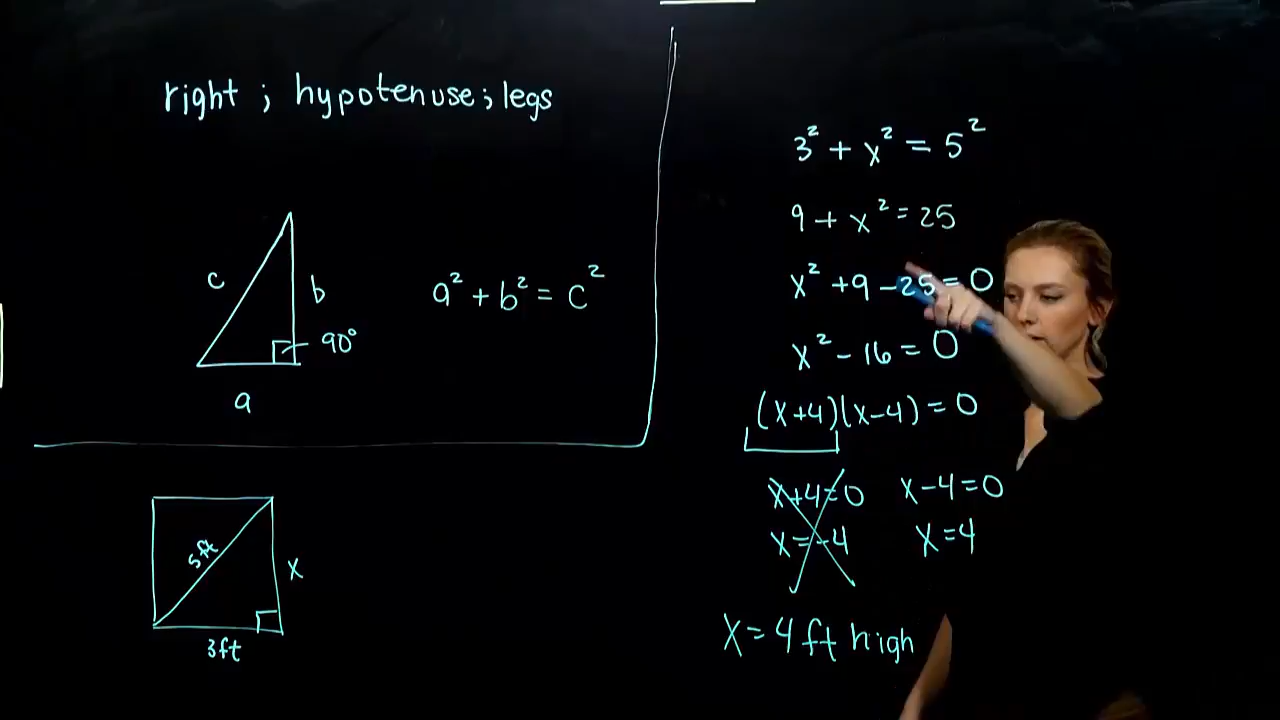 right ; hypotenuse; legs
c
b
90°
a
a² + b² = c²
5ft
x
3ft
3² + x² = 5²
9 + x² = 25
x² + 9 - 25 = 0
x² - 16 = 0
(x+4)(x-4) = 0
x+4=0 x-4=0
x=-4 x=4
x = 4 ft high